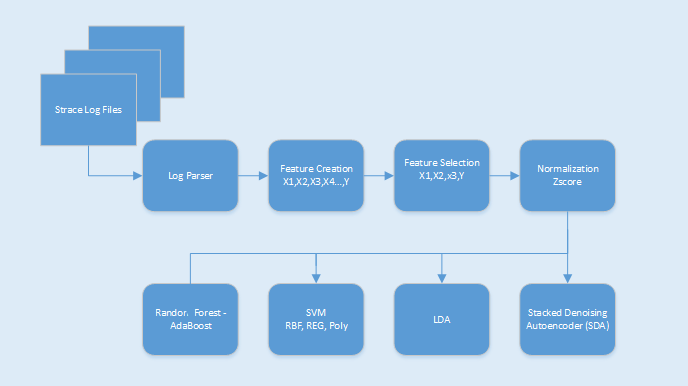 Strace Log Files
Log Parser
Feature Creation
X1,X2,X3,X4...,Y
Feature Selection
X1,X2,x3,Y
Normalization
Zscore
Forest -
AdaBoost
SVM
RBF, REG, Poly
LDA
Stacked Denoising
Autoencoder (SDA)